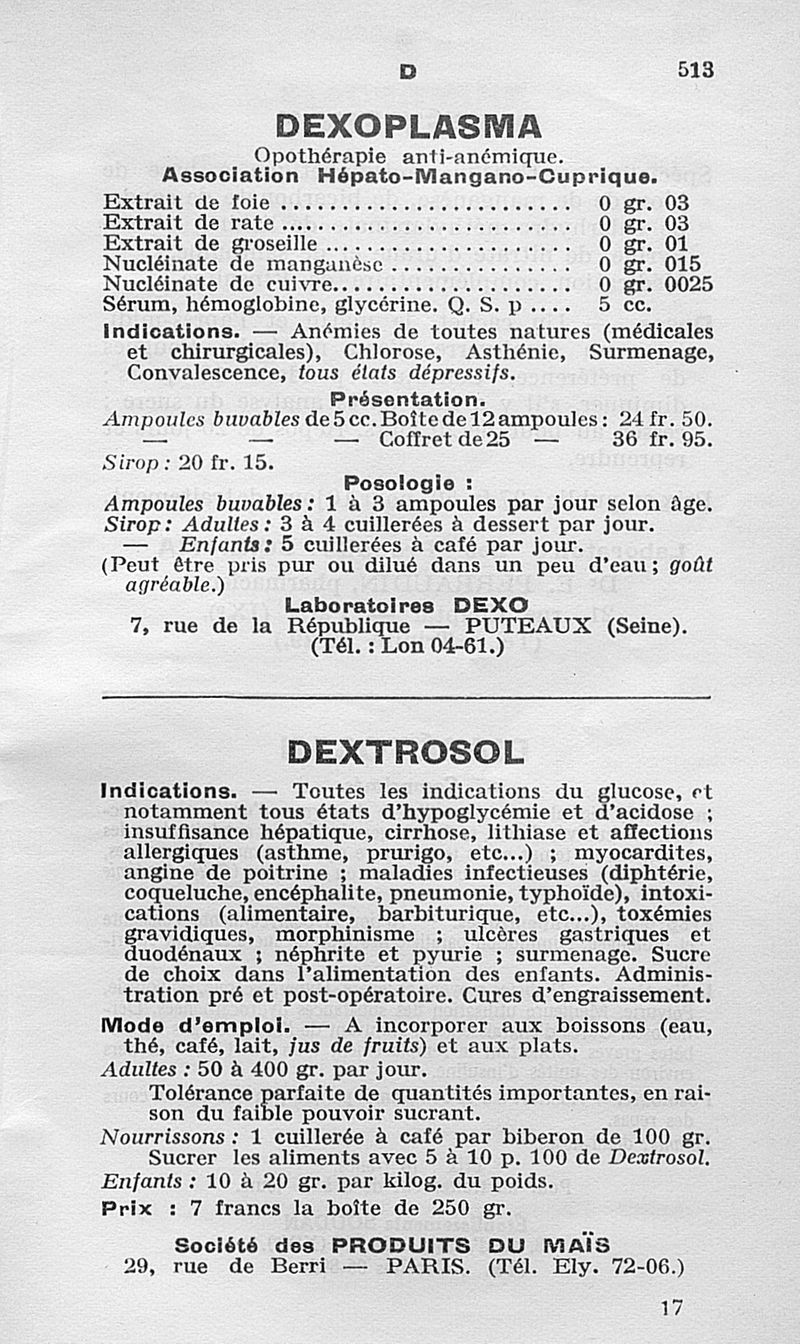 D 513
DEXOPLASMA
Opothérapie anti-anémique.
Association Hépato-Mangano-Cuprique.
Extrait de foie ......................... 0 gr. 03
Extrait de rate ......................... 0 gr. 03
Extrait de groseille ..................... 0 gr. 01
Nucléinate de manganèse ............... 0 gr. 015
Nucléinate de cuivre.................... 0 gr. 0025
Sérum, hémoglobine, glycérine. Q. S. p .... 5 cc.
Indications. — Anémies de toutes natures (médicales
et chirurgicales), Chlorose, Asthénie, Surmenage,
Convalescence, tous états dépressifs.
Présentation.
Ampoules buvables de 5 cc. Boîte de 12 ampoules : 24 fr. 50.
— — — Coffret de 25 — 36 fr. 95.
Sirop : 20 fr. 15.
Posologie :
Ampoules buvables : 1 à 3 ampoules par jour selon âge.
Sirop : Adultes : 3 à 4 cuillerées à dessert par jour.
— Enfants : 5 cuillerées à café par jour.
(Peut être pris pur ou dilué dans un peu d'eau ; goût
agréable.)
Laboratoires DEXO
7, rue de la République — PUTEAUX (Seine).
(Tél. : Lon 04-61.)
DEXTROSOL
Indications. — Toutes les indications du glucose, et
notamment tous états d'hypoglycémie et d'acidose ;
insuffisance hépatique, cirrhose, lithiase et affections
allergiques (asthme, prurigo, etc...) ; myocardites,
angine de poitrine ; maladies infectieuses (diphtérie,
coqueluche, encéphalite, pneumonie, typhoïde), intoxi-
cations (alimentaire, barbiturique, etc...), toxémies
gravidiques, morphinisme ; ulcères gastriques et
duodénaux ; néphrite et pyurie ; surmenage. Sucre
de choix dans l'alimentation des enfants. Adminis-
tration pré et post-opératoire. Cures d'engraissement.
Mode d'emploi. — A incorporer aux boissons (eau,
thé, café, lait, jus de fruits) et aux plats.
Adultes : 50 à 400 gr. par jour.
Tolérance parfaite de quantités importantes, en rai-
son du faible pouvoir sucrant.
Nourrissons : 1 cuillerée à café par biberon de 100 gr.
Sucrer les aliments avec 5 à 10 p. 100 de Dextrosol.
Enfants : 10 à 20 gr. par kilog. du poids.
Prix : 7 francs la boîte de 250 gr.
Société des PRODUITS DU MAÏS
29, rue de Berri — PARIS. (Tél. Ely. 72-06.)
17